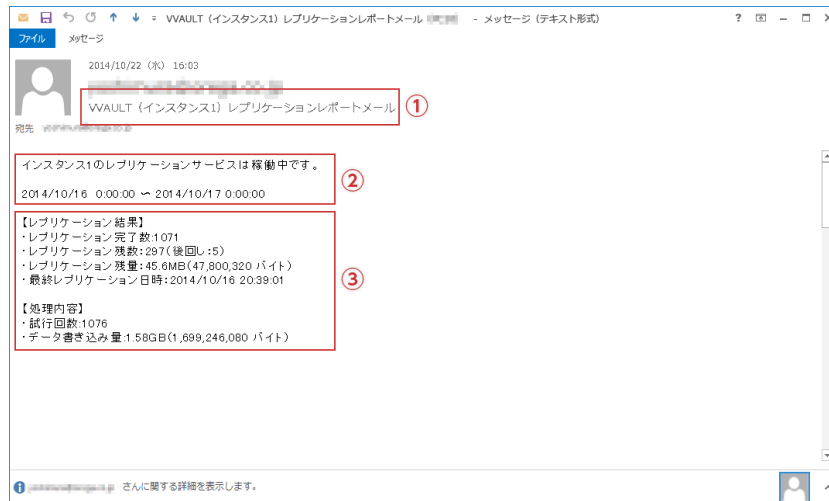 VVAULT (インスタンス1) レプリケーションレポートメール - メッセージ (テキスト形式)
ファイル メッセージ
2014/10/22 (水) 16:03
VVAULT (インスタンス1) レプリケーションレポートメール ①
宛先
インスタンス1のレプリケーションサービスは稼働中です。
②
2014/10/16 0:00:00 ～ 2014/10/17 0:00:00
【レプリケーション結果】
・レプリケーション完了数:1071
・レプリケーション残数:297(後回し:5)
・レプリケーション残量:45.6MB(47,800,320 バイト)
・最終レプリケーション日時:2014/10/16 20:39:01
③
【処理内容】
・試行回数:1076
・データ書き込み量:1.58GB(1,699,246,080 バイト)
さんに関する詳細を表示します。